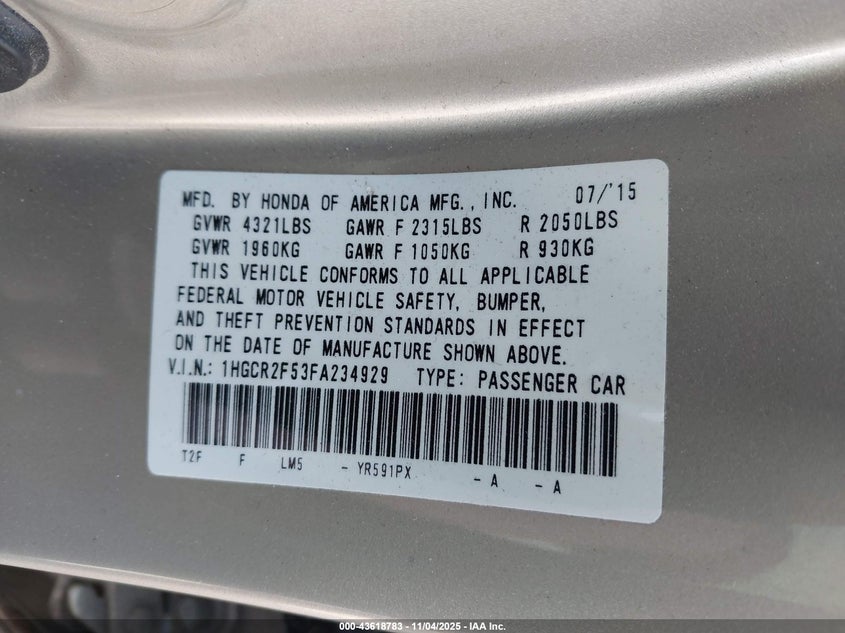 MFD. BY HONDA OF AMERICA MFG., INC. 07/'15
GVWR 4321LBS GAWR F 2315LBS R 2050LBS
GVWR 1960KG GAWR F 1050KG R 930KG
THIS VEHICLE CONFORMS TO ALL APPLICABLE
FEDERAL MOTOR VEHICLE SAFETY, BUMPER,
AND THEFT PREVENTION STANDARDS IN EFFECT
ON THE DATE OF MANUFACTURE SHOWN ABOVE.
V.I.N.: 1HGCR2F53FA234929 TYPE: PASSENGER CAR
T2F F LM5 - YR591PX - A - A
000-43618783 - 11/04/2025 - IAA Inc.